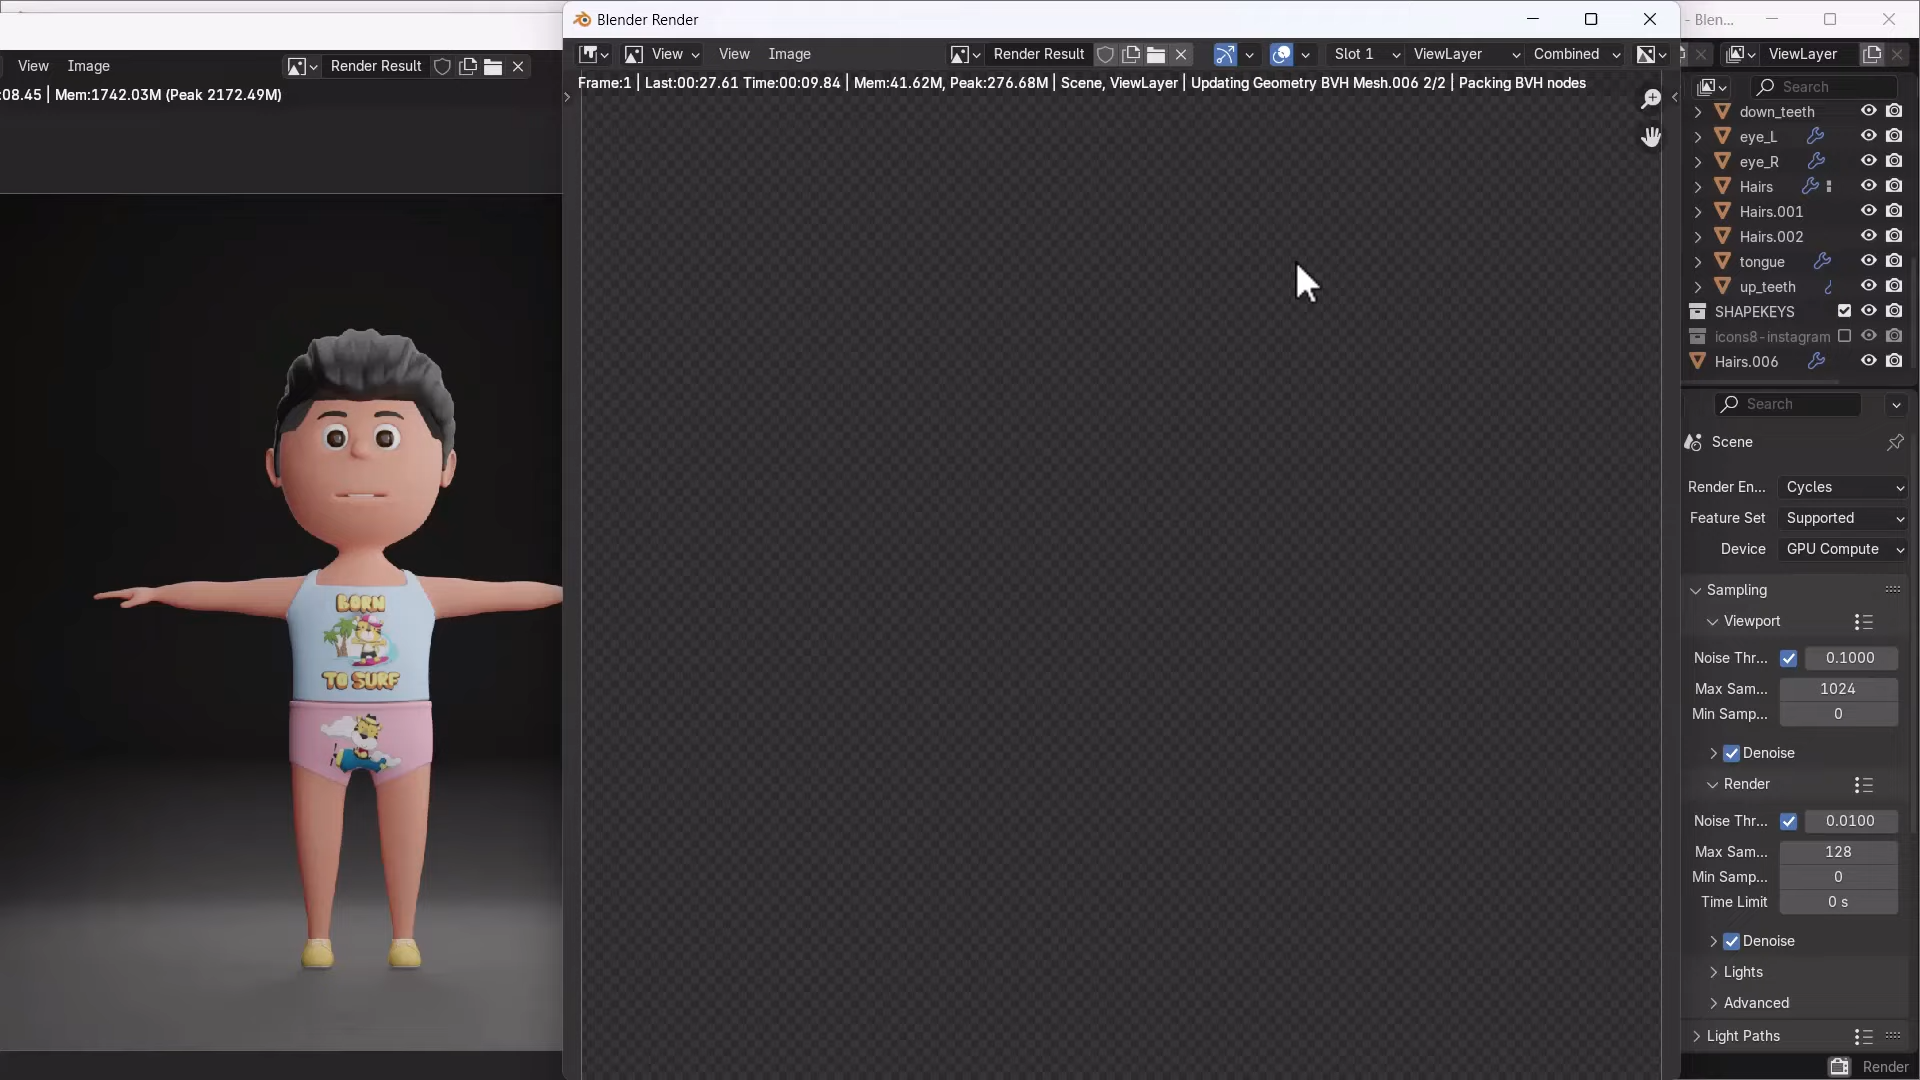 Blender Render
- Blen...
View
Image
Render Result
View
View
Image
Render Result
Slot 1
ViewLayer
Combined
ViewLayer
:08.45 | Mem:1742.03M (Peak 2172.49M)
Frame:1 | Last:00:27.61 Time:00:09.84 | Mem:41.62M, Peak:276.68M | Scene, ViewLayer | Updating Geometry BVH Mesh.006 2/2 | Packing BVH nodes
Search
down_teeth
eye_L
eye_R
Hairs
Hairs.001
Hairs.002
tongue
up_teeth
SHAPEKEYS
icons8-instagram
Hairs.006
Search
Scene
Render En... Cycles
Feature Set Supported
Device GPU Compute
Sampling
Viewport
Noise Thr... 0.1000
Max Sam... 1024
Min Samp... 0
Denoise
Render
Noise Thr... 0.0100
Max Sam... 128
Min Samp... 0
Time Limit 0 s
Denoise
Lights
Advanced
Light Paths
Render
BORN
TO SURF